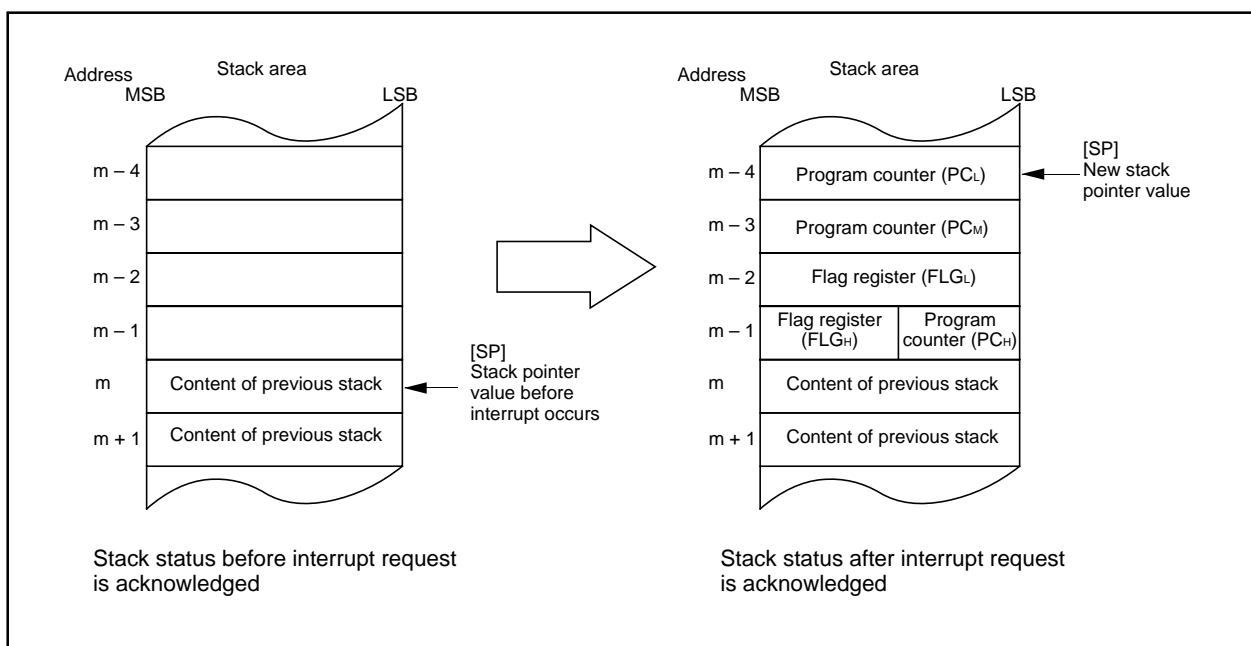 Address
Stack area
MSB
LSB
m – 4
m – 3
m – 2
m – 1
m
Content of previous stack
m + 1
Content of previous stack
[SP]
Stack pointer
value before
interrupt occurs
Stack status before interrupt request
is acknowledged
Address
Stack area
MSB
LSB
m – 4
Program counter (PCL)
[SP]
New stack
pointer value
m – 3
Program counter (PCM)
m – 2
Flag register (FLGL)
m – 1
Flag register
(FLGH)
Program
counter (PCH)
m
Content of previous stack
m + 1
Content of previous stack
Stack status after interrupt request
is acknowledged